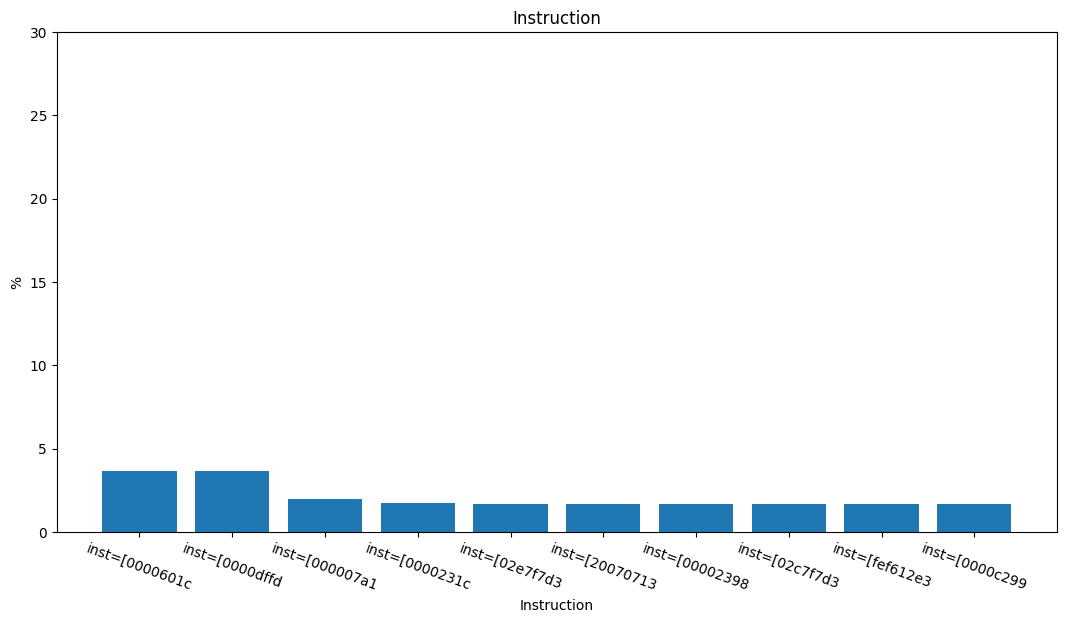 Instruction
30
25
20
15
10
5
0
%
inst=[0000601c
inst=[0000dffd
inst=[000007a1
inst=[0000231c
inst=[02e7f7d3
inst=[20070713
inst=[00002398
inst=[02c7f7d3
inst=[fef612e3
inst=[0000c299
Instruction